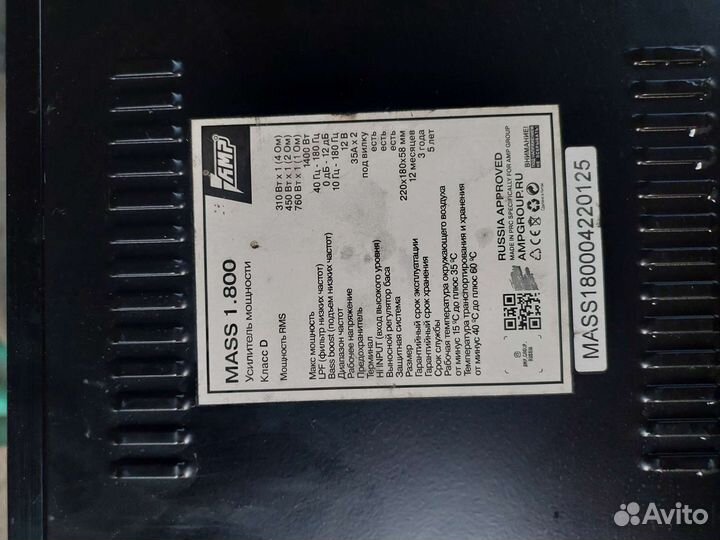 AMP
MASS 1.800
Усилитель мощности
Класс D
Мощность RMS 310 Вт х 1 (4 Ом)
450 Вт х 1 (2 Ом)
760 Вт х 1 (1 Ом)
Макс мощность 1400 Вт
LPF (фильтр низких частот) 40 Гц - 180 Гц
Bass boost (подъем низких частот) 0 дБ - 12 дБ
Диапазон частот 10 Гц - 180 Гц
Рабочее напряжение 12 В
Предохранитель 35А х 2
Терминал под вилку
HI INPUT (вход высокого уровня) есть
Выносной регулятор баса есть
Защитная система есть
Размер 220х180х58 мм
Гарантийный срок эксплуатации 12 месяцев
Гарантийный срок хранения 3 года
Срок службы 5 лет
Рабочая температура окружающего воздуха
от минус 15 °С до плюс 35 °С
Температура транспортирования и хранения
от минус 40 °С до плюс 60 °С
RUSSIA APPROVED
MADE IN PRC SPECIFICALLY FOR AMP GROUP
AMPGROUP.RU
ВНИМАНИЕ!
MASS180004220125
Avito